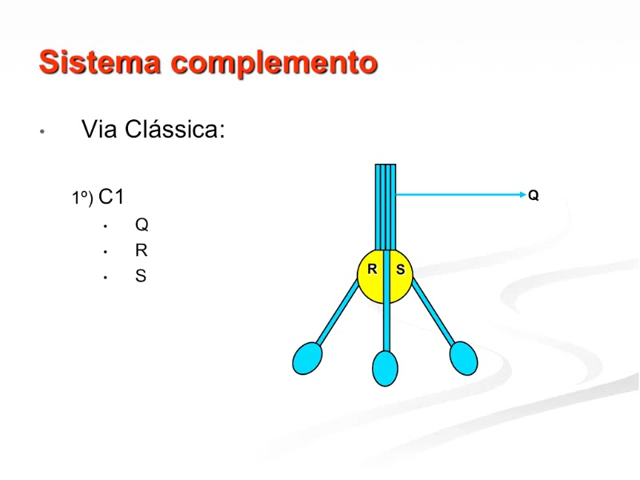 Sistema complemento
• Via Clássica:
1º) C1
• Q
• R
• S
Q
R S